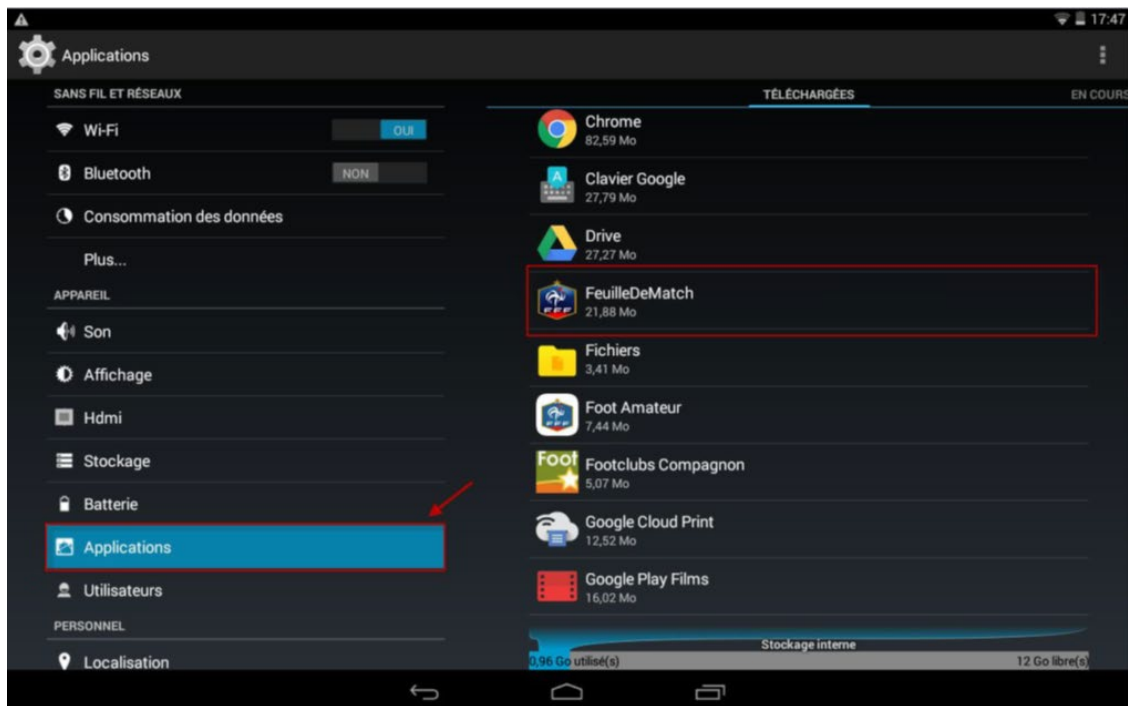 17:47
Applications
SANS FIL ET RÉSEAUX
Wi-Fi
OUI
Bluetooth
NON
Consommation des données
Plus...
APPAREIL
Son
Affichage
Hdmi
Stockage
Batterie
Applications
Utilisateurs
PERSONNEL
Localisation
TÉLÉCHARGÉES
EN COURS
Chrome
82,59 Mo
A
Clavier Google
27,79 Mo
Drive
27,27 Mo
FFF
FeuilleDeMatch
21,88 Mo
Fichiers
3,41 Mo
FFF
Foot Amateur
7,44 Mo
Foot
Footclubs Compagnon
5,07 Mo
Google Cloud Print
12,52 Mo
Google Play Films
16,02 Mo
Stockage interne
0,96 Go utilisé(s)
12 Go libre(s)